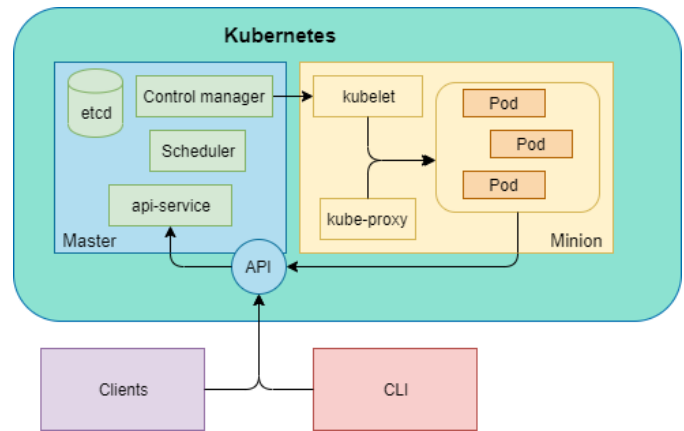 Kubernetes
etcd
Control manager
Scheduler
api-service
Master
kubelet
kube-proxy
Pod
Pod
Pod
Minion
API
Clients
CLI